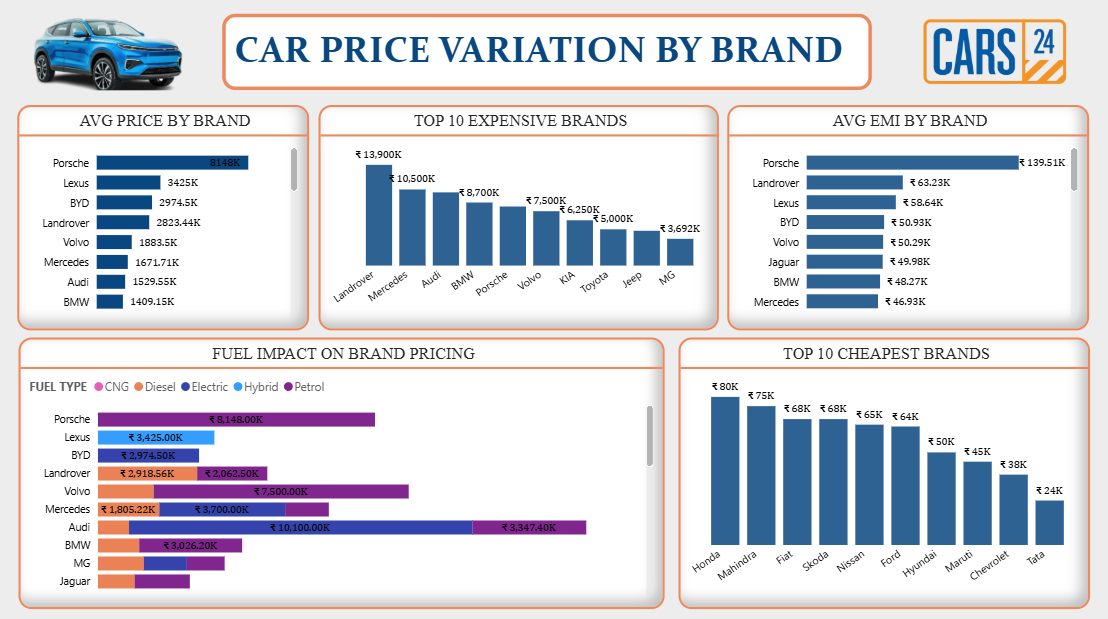 CAR PRICE VARIATION BY BRAND
CARS 24
AVG PRICE BY BRAND
Porsche 8148K
Lexus 3425K
BYD 2974.5K
Landrover 2823.44K
Volvo 1883.5K
Mercedes 1671.71K
Audi 1529.55K
BMW 1409.15K
TOP 10 EXPENSIVE BRANDS
₹ 13,900K
₹ 10,500K
₹ 8,700K
₹ 7,500K
₹ 6,250K
₹ 5,000K
₹ 3,692K
Landrover Mercedes Audi BMW Porsche Volvo KIA Toyota Jeep MG
AVG EMI BY BRAND
Porsche ₹ 139.51K
Landrover ₹ 63.23K
Lexus ₹ 58.64K
BYD ₹ 50.93K
Volvo ₹ 50.29K
Jaguar ₹ 49.98K
BMW ₹ 48.27K
Mercedes ₹ 46.93K
FUEL IMPACT ON BRAND PRICING
FUEL TYPE CNG Diesel Electric Hybrid Petrol
Porsche ₹ 8,148.00K
Lexus ₹ 3,425.00K
BYD ₹ 2,974.50K
Landrover ₹ 2,918.56K ₹ 2,062.50K
Volvo ₹ 7,500.00K
Mercedes ₹ 1,805.22K ₹ 3,700.00K
Audi ₹ 10,100.00K ₹ 3,347.40K
BMW ₹ 3,026.20K
MG
Jaguar
TOP 10 CHEAPEST BRANDS
₹ 80K
₹ 75K
₹ 68K ₹ 68K
₹ 65K
₹ 64K
₹ 50K
₹ 45K
₹ 38K
₹ 24K
Honda Mahindra Fiat Skoda Nissan Ford Hyundai Maruti Chevrolet Tata